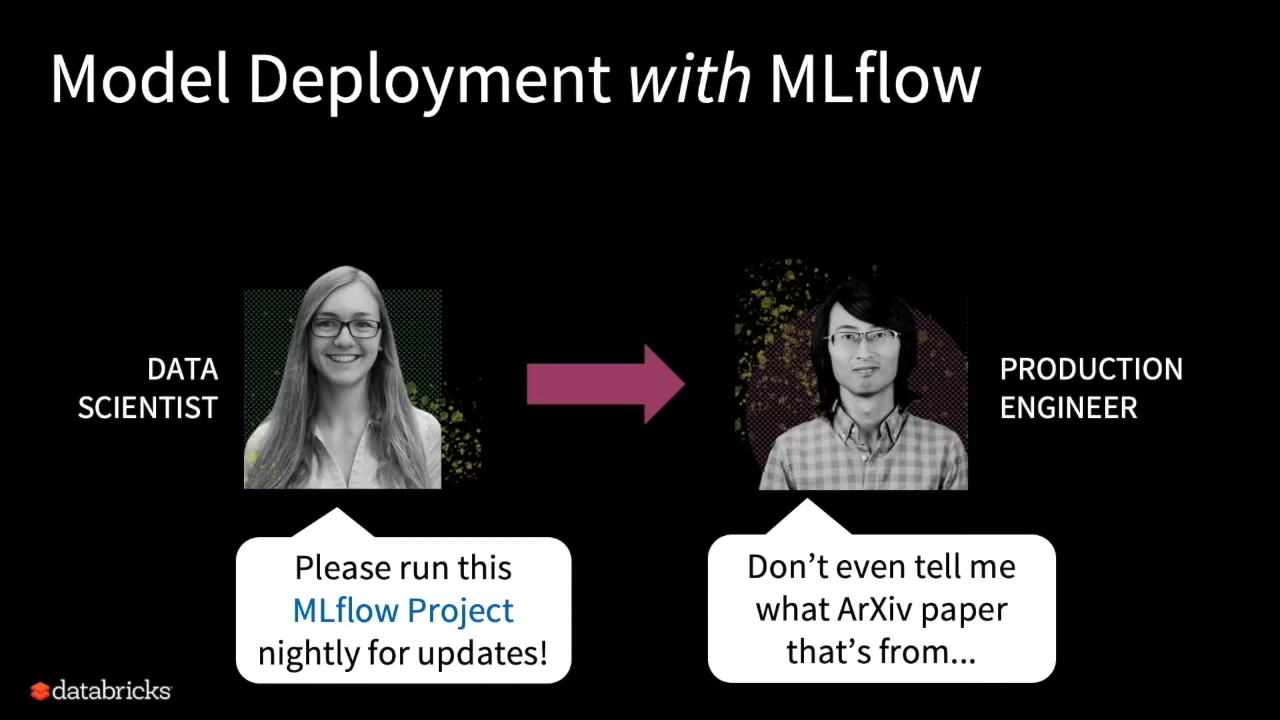 Model Deployment with MLflow
DATA
SCIENTIST
PRODUCTION
ENGINEER
Please run this
MLflow Project
nightly for updates!
Don’t even tell me
what ArXiv paper
that’s from...
databricks